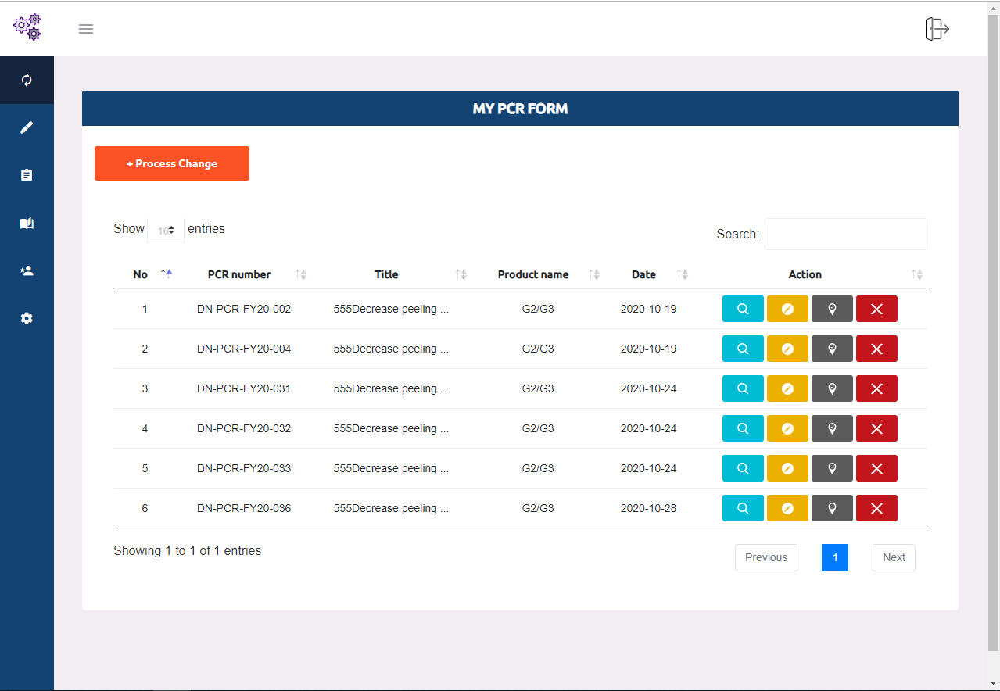 MY PCR FORM
+ Process Change
Show 10 entries
Search:
No PCR number Title Product name Date Action
1 DN-PCR-FY20-002 555Decrease peeling ... G2/G3 2020-10-19
2 DN-PCR-FY20-004 555Decrease peeling ... G2/G3 2020-10-19
3 DN-PCR-FY20-031 555Decrease peeling ... G2/G3 2020-10-24
4 DN-PCR-FY20-032 555Decrease peeling ... G2/G3 2020-10-24
5 DN-PCR-FY20-033 555Decrease peeling ... G2/G3 2020-10-24
6 DN-PCR-FY20-036 555Decrease peeling ... G2/G3 2020-10-28
Showing 1 to 1 of 1 entries
Previous 1 Next